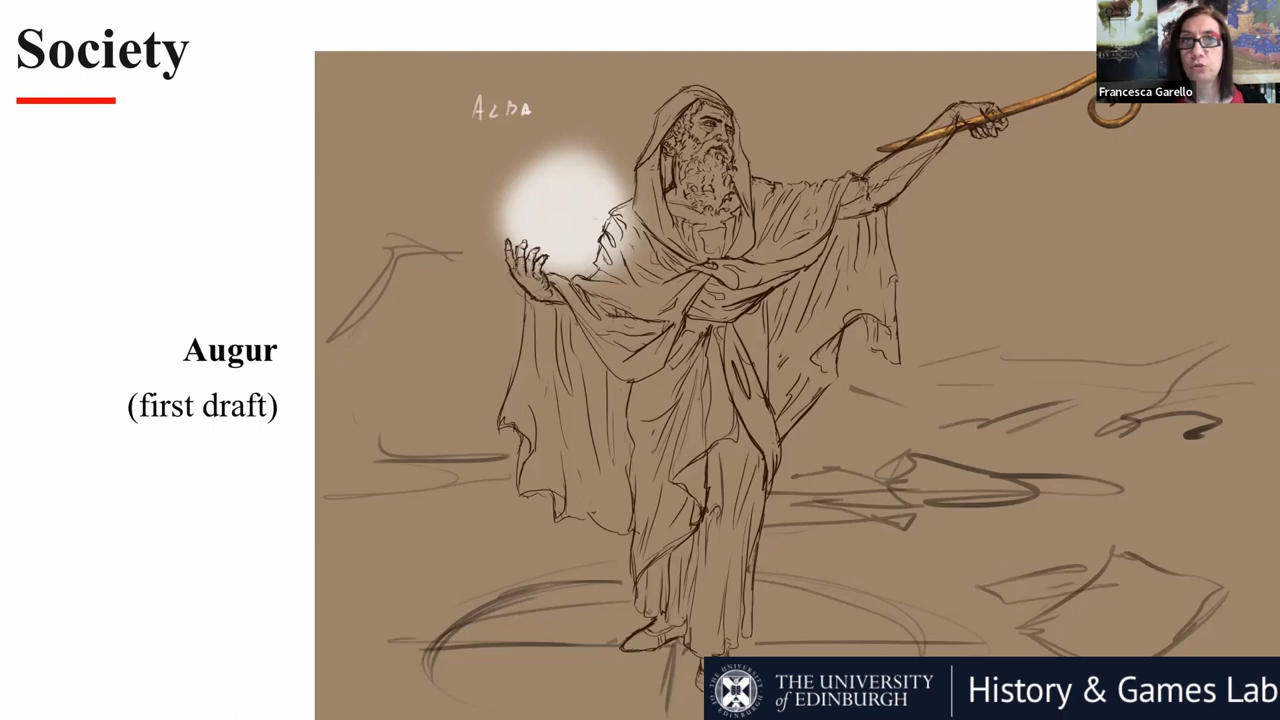 Society
Francesca Garello
ALBA
Augur
(first draft)
THE UNIVERSITY
of EDINBURGH
History & Games Lab